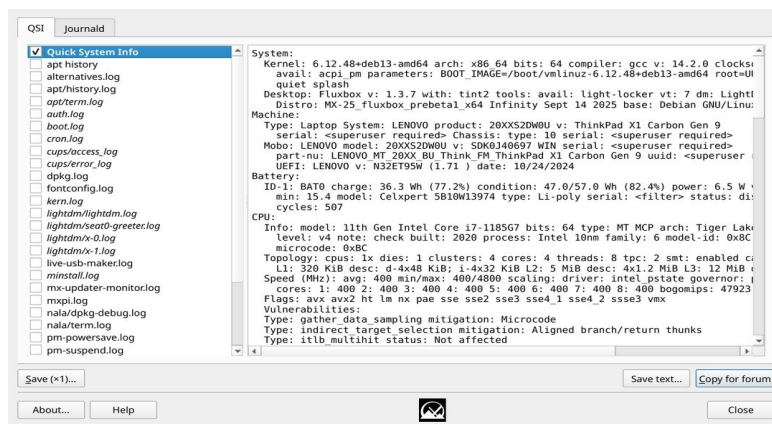 QSI Journald
Quick System Info
apt history
alternatives.log
apt/history.log
apt/term.log
auth.log
boot.log
cron.log
cups/access_log
cups/error_log
dpkg.log
fontconfig.log
kern.log
lightdm/lightdm.log
lightdm/seat0-greeter.log
lightdm/x-0.log
lightdm/x-1.log
live-usb-maker.log
minstall.log
mx-updater-monitor.log
mxpi.log
nala/dpkg-debug.log
nala/term.log
pm-powersave.log
pm-suspend.log
System:
Kernel: 6.12.48+deb13-amd64 arch: x86_64 bits: 64 compiler: gcc v: 14.2.0 clocks
avail: acpi_pm parameters: BOOT_IMAGE=/boot/vmlinuz-6.12.48+deb13-amd64 root=UU
quiet splash
Desktop: Fluxbox v: 1.3.7 with: tint2 tools: avail: light-locker vt: 7 dm: Light
Distro: MX-25_fluxbox_prebeta1_x64 Infinity Sept 14 2025 base: Debian GNU/Linu
Machine:
Type: Laptop System: LENOVO product: 20XXS2DW0U v: ThinkPad X1 Carbon Gen 9
serial: <superuser required> Chassis: type: 10 serial: <superuser required>
Mobo: LENOVO model: 20XXS2DW0U v: SDK0J40697 WIN serial: <superuser required>
part-nu: LENOVO_MT_20XX_BU_Think_FM_ThinkPad X1 Carbon Gen 9 uuid: <superuser
UEFI: LENOVO v: N32ET95W (1.71 ) date: 10/24/2024
Battery:
ID-1: BAT0 charge: 36.3 Wh (77.2%) condition: 47.0/57.0 Wh (82.4%) power: 6.5 W
min: 15.4 model: Celxpert 5B10W13974 type: Li-poly serial: <filter> status: di
cycles: 507
CPU:
Info: model: 11th Gen Intel Core i7-1185G7 bits: 64 type: MT MCP arch: Tiger Lak
level: v4 note: check built: 2020 process: Intel 10nm family: 6 model-id: 0x8C
microcode: 0xBC
Topology: cpus: 1x dies: 1 clusters: 4 cores: 4 threads: 8 tpc: 2 smt: enabled
L1: 320 KiB desc: d-4x48 KiB; i-4x32 KiB L2: 5 MiB desc: 4x1.2 MiB L3: 12 MiB
Speed (MHz): avg: 400 min/max: 400/4800 scaling: driver: intel_pstate governor:
cores: 1: 400 2: 400 3: 400 4: 400 5: 400 6: 400 7: 400 8: 400 bogomips: 47923
Flags: avx avx2 ht lm nx pae sse sse2 sse3 sse4_1 sse4_2 ssse3 vmx
Vulnerabilities:
Type: gather_data_sampling mitigation: Microcode
Type: indirect_target_selection mitigation: Aligned branch/return thunks
Type: itlb_multihit status: Not affected
Save (×1)... Save text... Copy for forum
About... Help Close